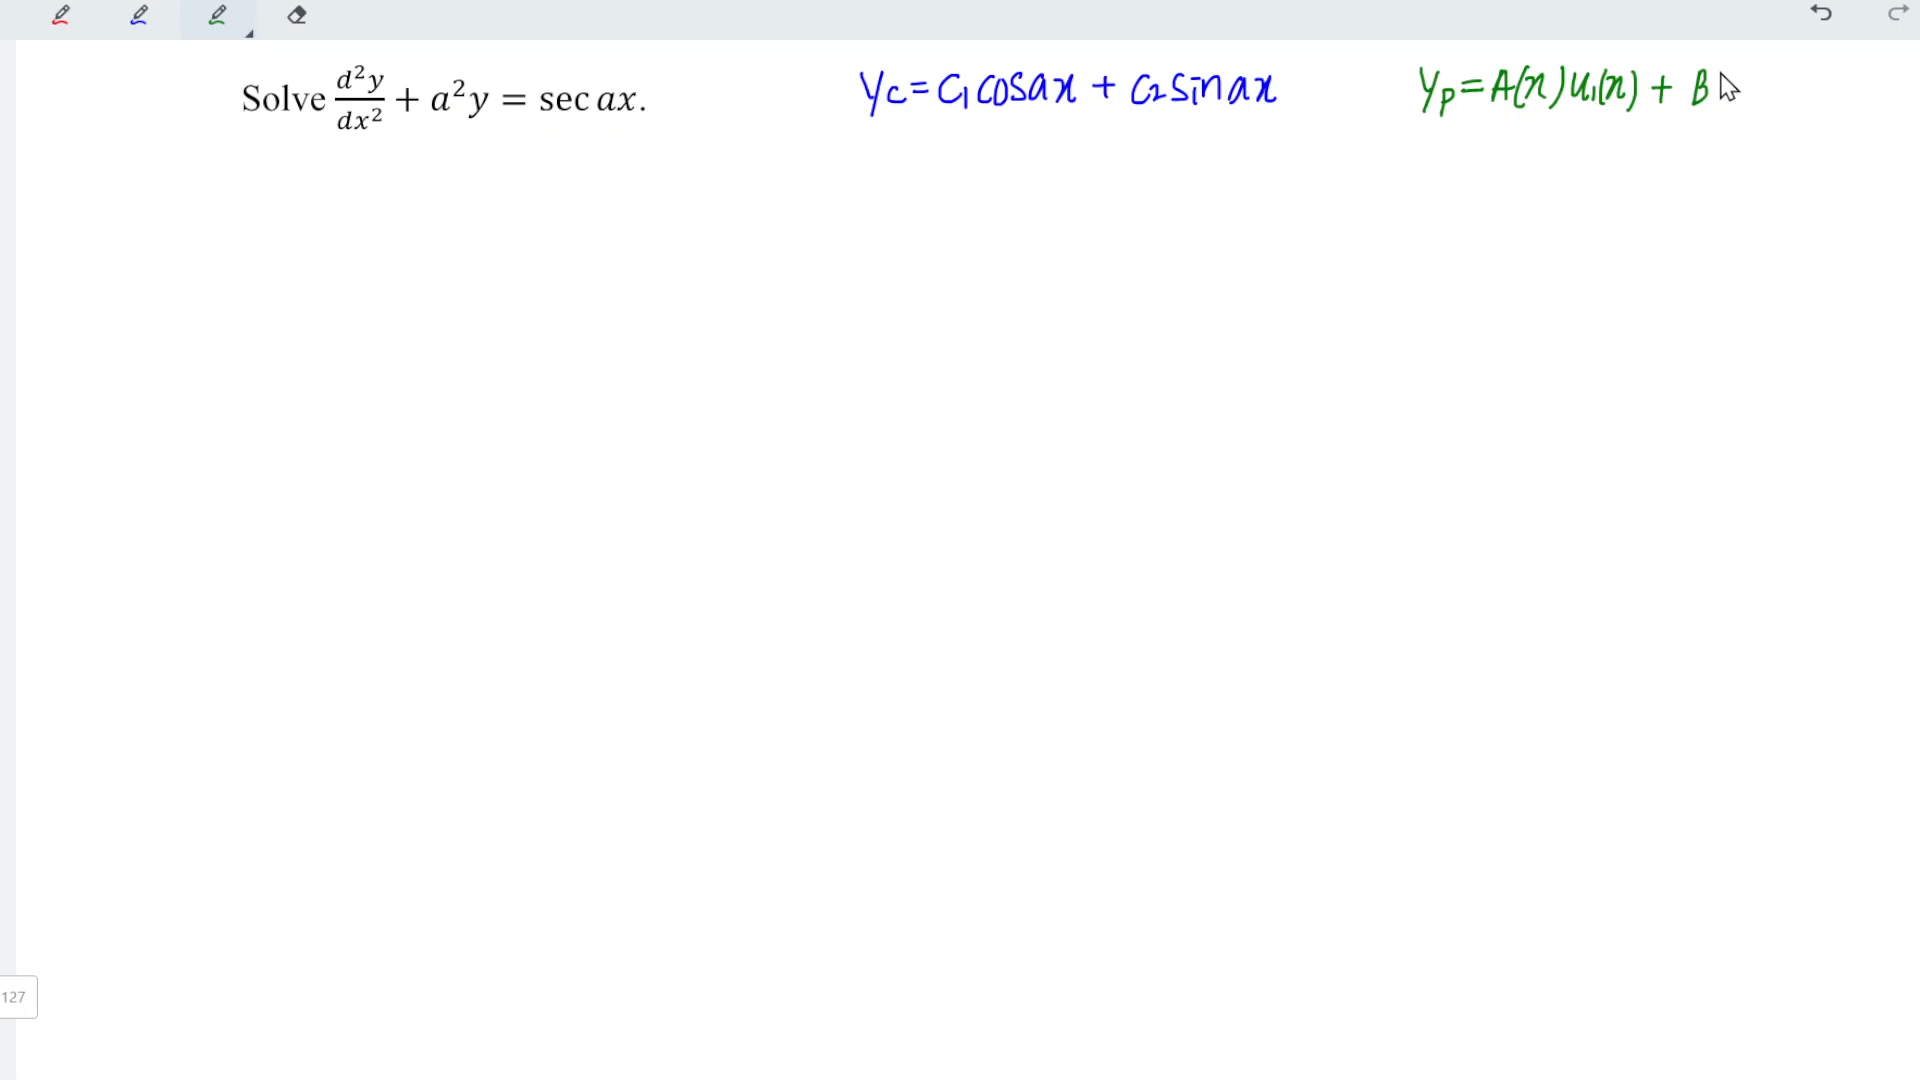 Solve d²y/dx² + a²y = sec ax.
yc = C₁ cos ax + C₂ sin ax
yp = A(x)u₁(x) + B
127